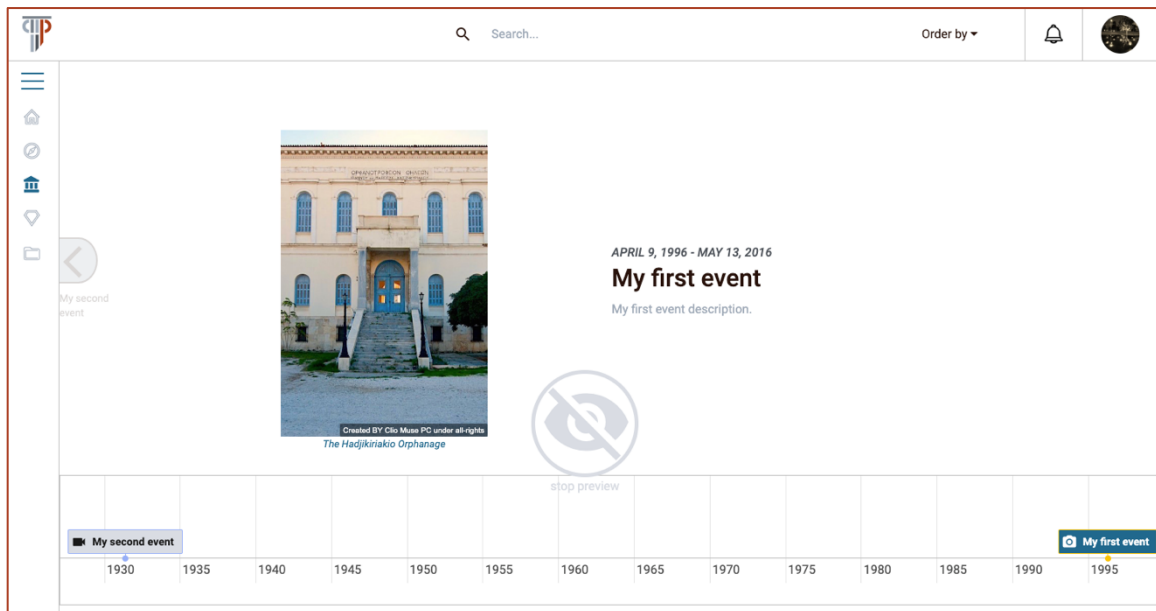 Search...
Order by
ΟΡΦΑΝΟΤΡΟΦΕΙΟΝ ΘΗΛΕΩΝ
My second
event
APRIL 9, 1996 - MAY 13, 2016
My first event
My first event description.
Created BY Clio Muse PC under all-rights
The Hadjikiriakio Orphanage
stop preview
My second event
My first event
1930 1935 1940 1945 1950 1955 1960 1965 1970 1975 1980 1985 1990 1995